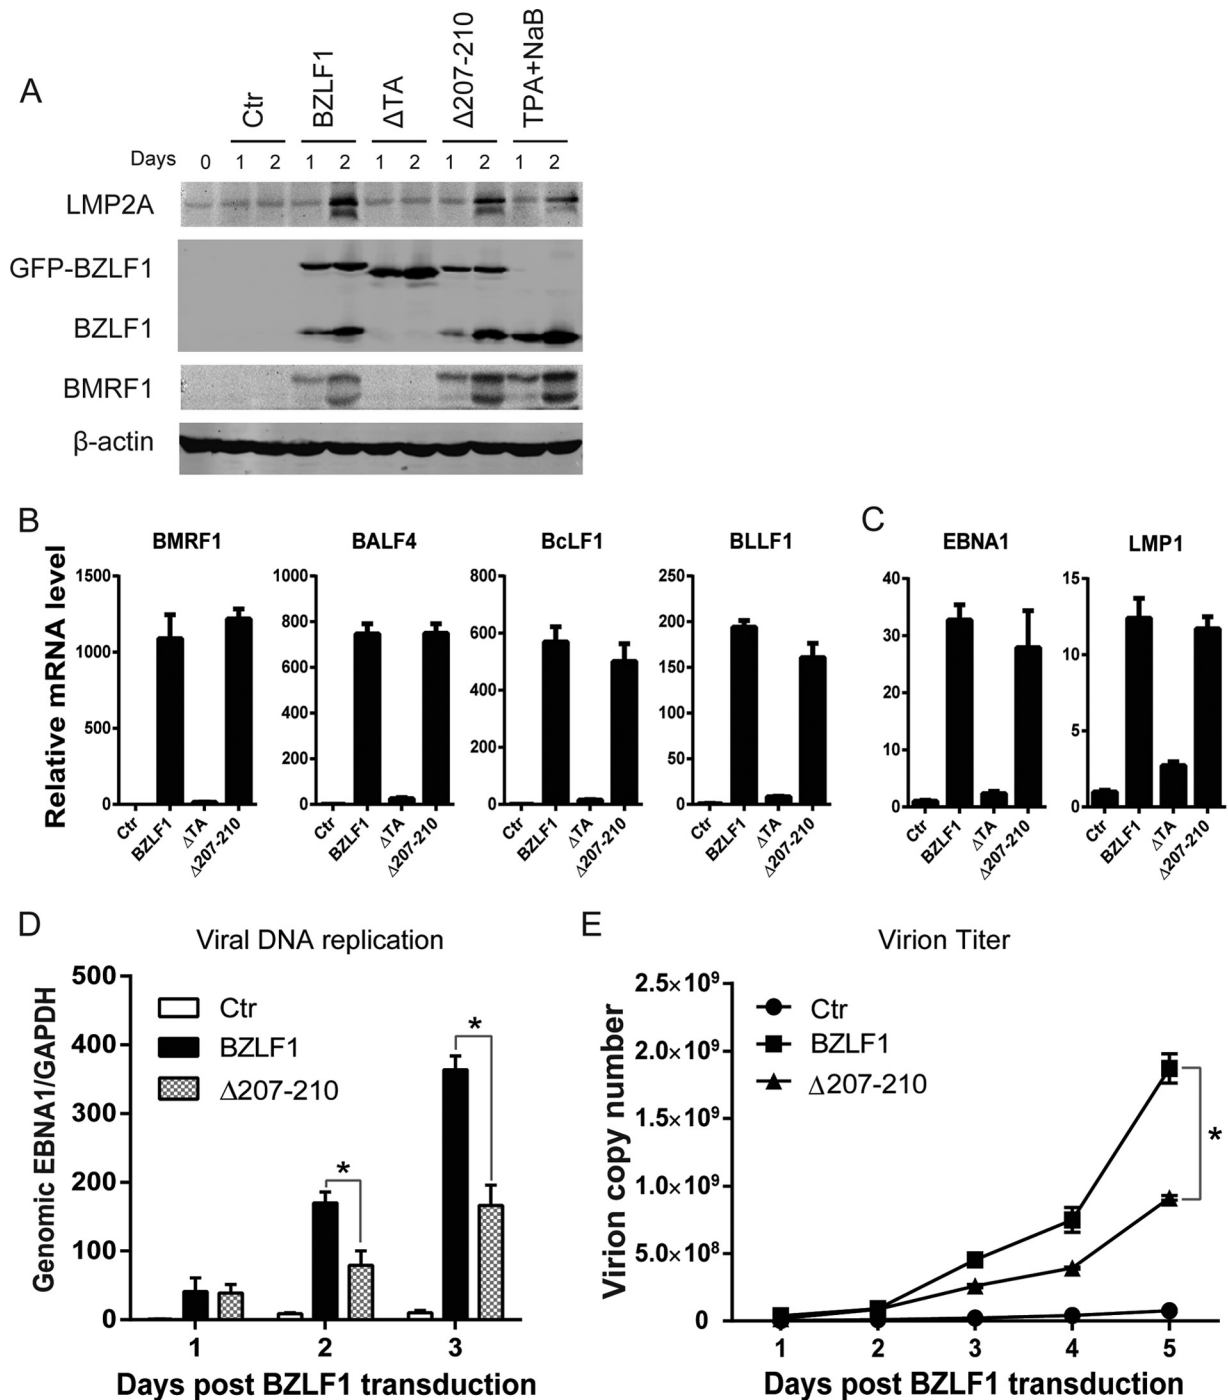 A
Ctr
BZLF1
ΔTA
Δ207-210
TPA+NaB
Days 0 1 2 1 2 1 2 1 2 1 2
LMP2A
GFP-BZLF1
BZLF1
BMRF1
β-actin
B
Relative mRNA level
BMRF1
1500
1000
500
0
Ctr
BZLF1
ΔTA
Δ207-210
BALF4
1000
800
600
400
200
0
Ctr
BZLF1
ΔTA
Δ207-210
BcLF1
800
600
400
200
0
Ctr
BZLF1
ΔTA
Δ207-210
BLLF1
250
200
150
100
50
0
Ctr
BZLF1
ΔTA
Δ207-210
C
EBNA1
40
30
20
10
0
Ctr
BZLF1
ΔTA
Δ207-210
LMP1
15
10
5
0
Ctr
BZLF1
ΔTA
Δ207-210
D
Viral DNA replication
Genomic EBNA1/GAPDH
500
400
300
200
100
0
Ctr
BZLF1
Δ207-210
*
*
1 2 3
Days post BZLF1 transduction
E
Virion Titer
Virion copy number
2.5×10⁹
2.0×10⁹
1.5×10⁹
1.0×10⁹
5.0×10⁸
0
Ctr
BZLF1
Δ207-210
*
1 2 3 4 5
Days post BZLF1 transduction